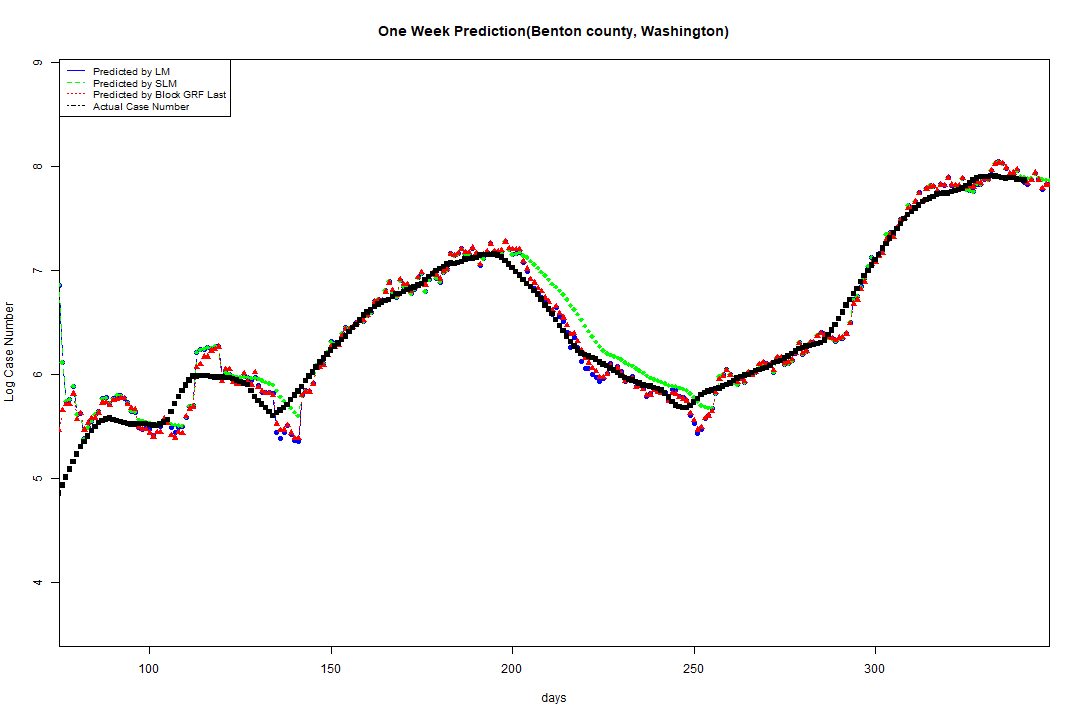 One Week Prediction(Benton county, Washington)
Predicted by LM
Predicted by SLM
Predicted by Block GRF Last
Actual Case Number
9
8
7
6
5
4
Log Case Number
100 150 200 250 300
days